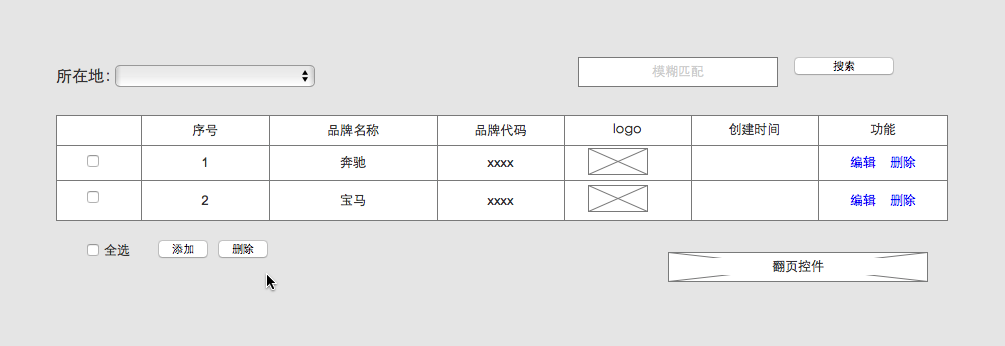 所在地:
模糊匹配
搜索
序号 品牌名称 品牌代码 logo 创建时间 功能
1 奔驰 xxxx 编辑 删除
2 宝马 xxxx 编辑 删除
全选 添加 删除
翻页控件